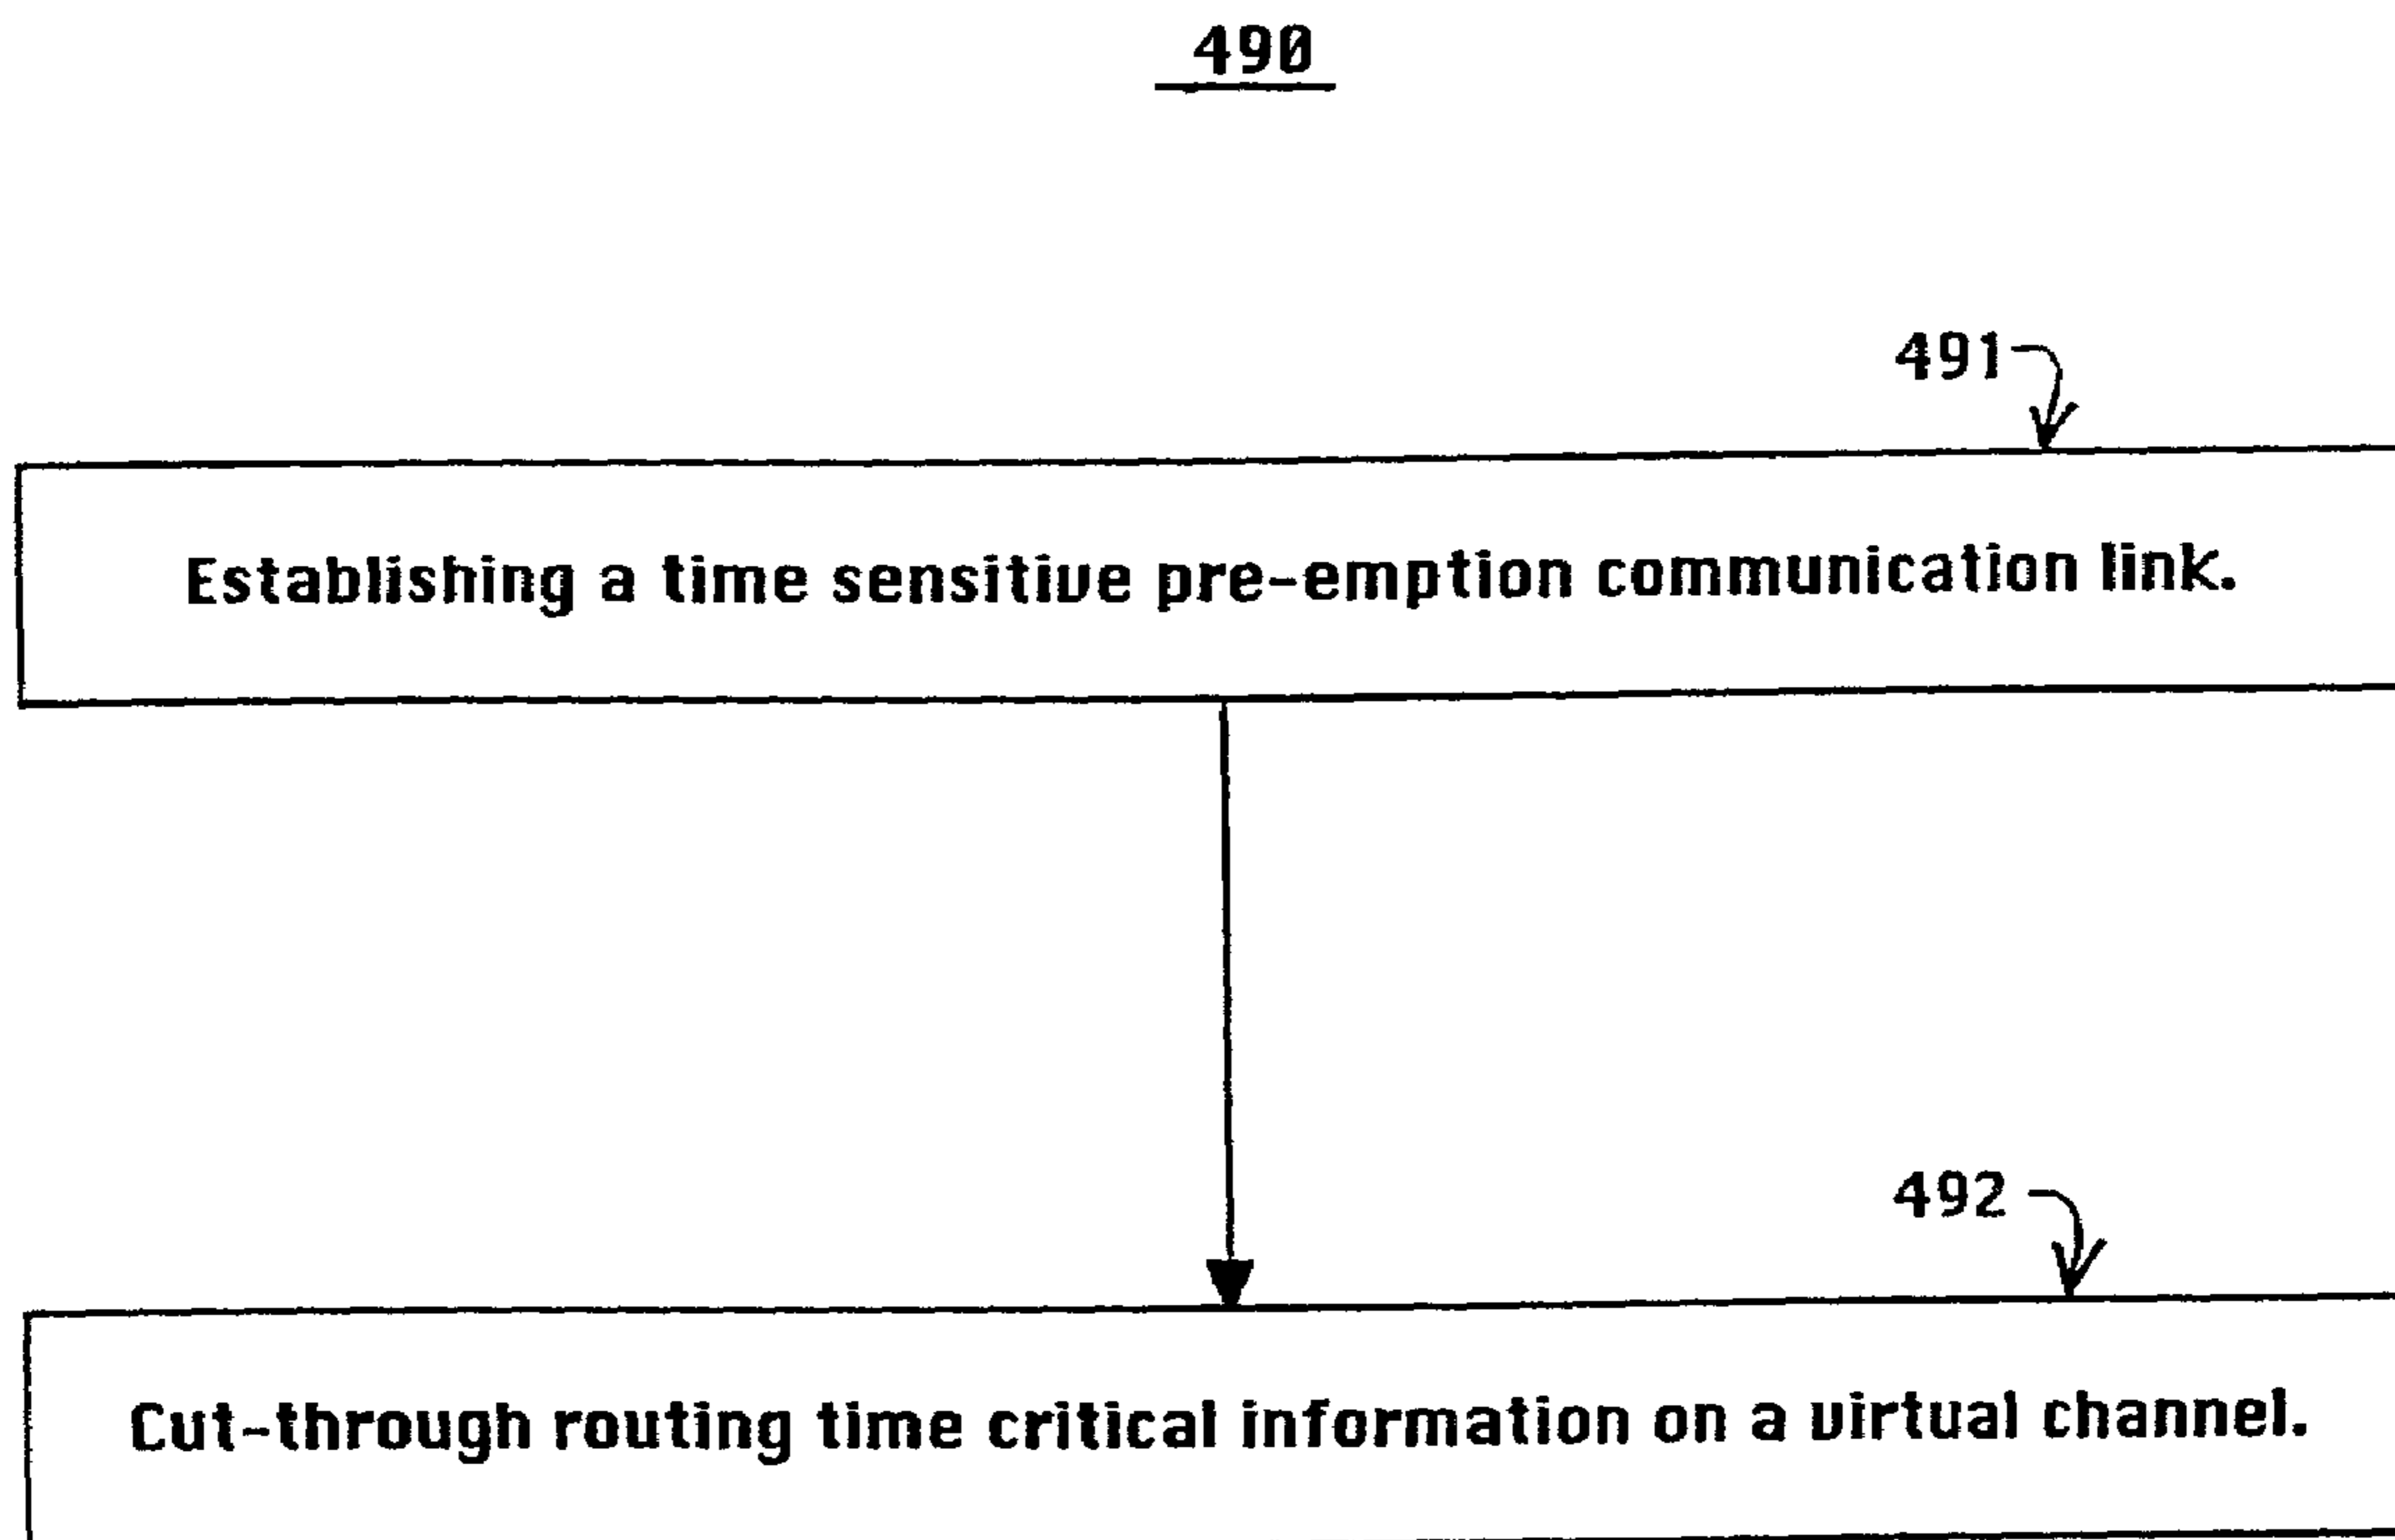 490
491
Establishing a time sensitive pre-emption communication link.
492
Cut-through routing time critical information on a virtual channel.